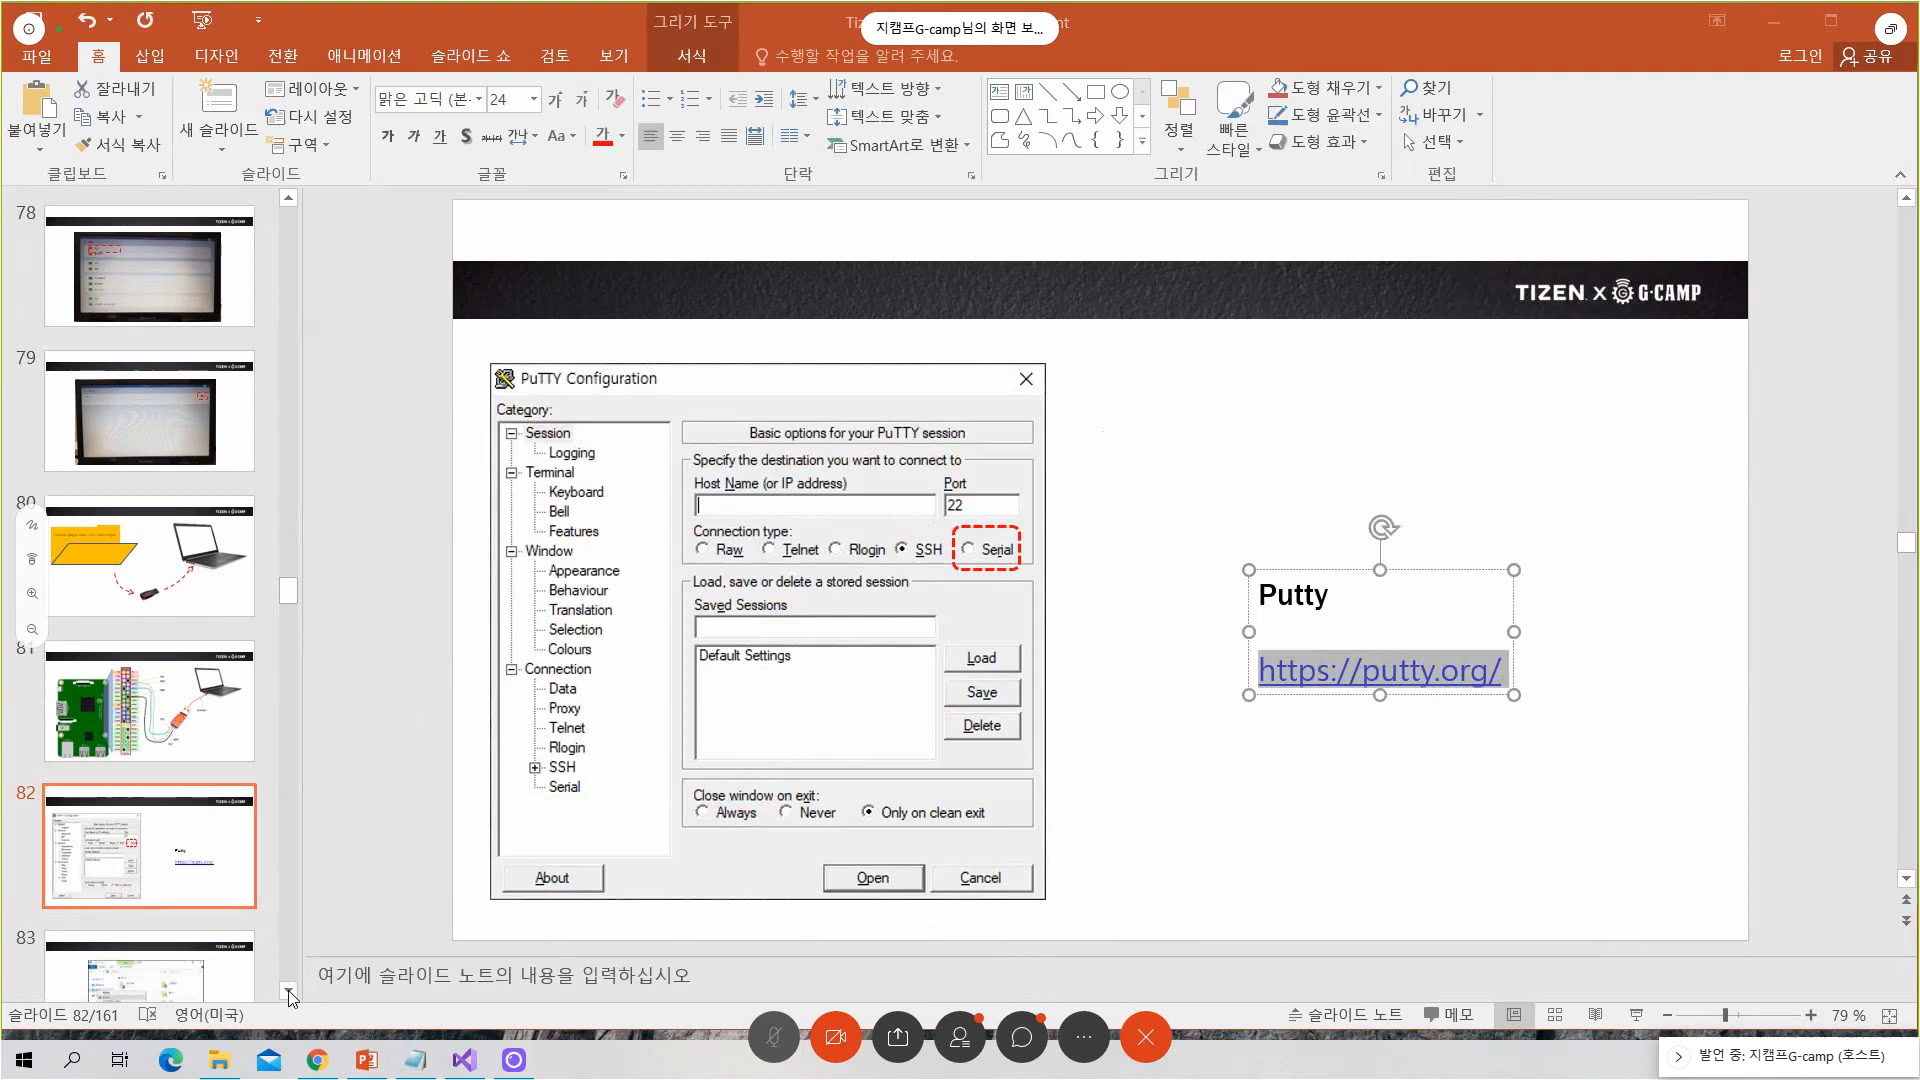 그리기 도구
Tiz
지캠프G-camp님의 화면 보...
nt
파일 홈 삽입 디자인 전환 애니메이션 슬라이드 쇼 검토 보기 서식 수행할 작업을 알려 주세요. 로그인 공유
붙여넣기 잘라내기 복사 서식 복사 클립보드
새 슬라이드 레이아웃 다시 설정 구역 슬라이드
맑은 고딕 (본- 24 글꼴
가 가 가 S 간냣 Aa 가
텍스트 방향 텍스트 맞춤 SmartArt로 변환 단락
정렬 빠른 스타일 도형 채우기 도형 윤곽선 도형 효과 그리기
찾기 바꾸기 선택 편집
78
79
80
81
82
83
TIZEN X G·CAMP
PuTTY Configuration
Category:
Session
Logging
Terminal
Keyboard
Bell
Features
Window
Appearance
Behaviour
Translation
Selection
Colours
Connection
Data
Proxy
Telnet
Rlogin
SSH
Serial
Basic options for your PuTTY session
Specify the destination you want to connect to
Host Name (or IP address) Port
22
Connection type:
Raw Telnet Rlogin SSH Serial
Load, save or delete a stored session
Saved Sessions
Default Settings
Load
Save
Delete
Close window on exit:
Always Never Only on clean exit
About Open Cancel
Putty
https://putty.org/
여기에 슬라이드 노트의 내용을 입력하십시오
슬라이드 82/161 영어(미국) 슬라이드 노트 메모 79 %
발언 중: 지캠프G-camp (호스트)